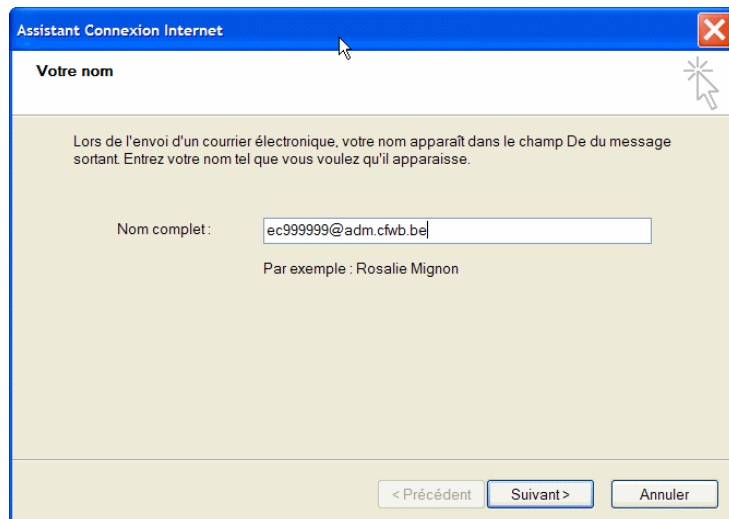 Assistant Connexion Internet
Votre nom
Lors de l'envoi d'un courrier électronique, votre nom apparaît dans le champ De du message
sortant. Entrez votre nom tel que vous voulez qu'il apparaisse.
Nom complet : ec999999@adm.cfwb.be
Par exemple : Rosalie Mignon
< Précédent Suivant > Annuler